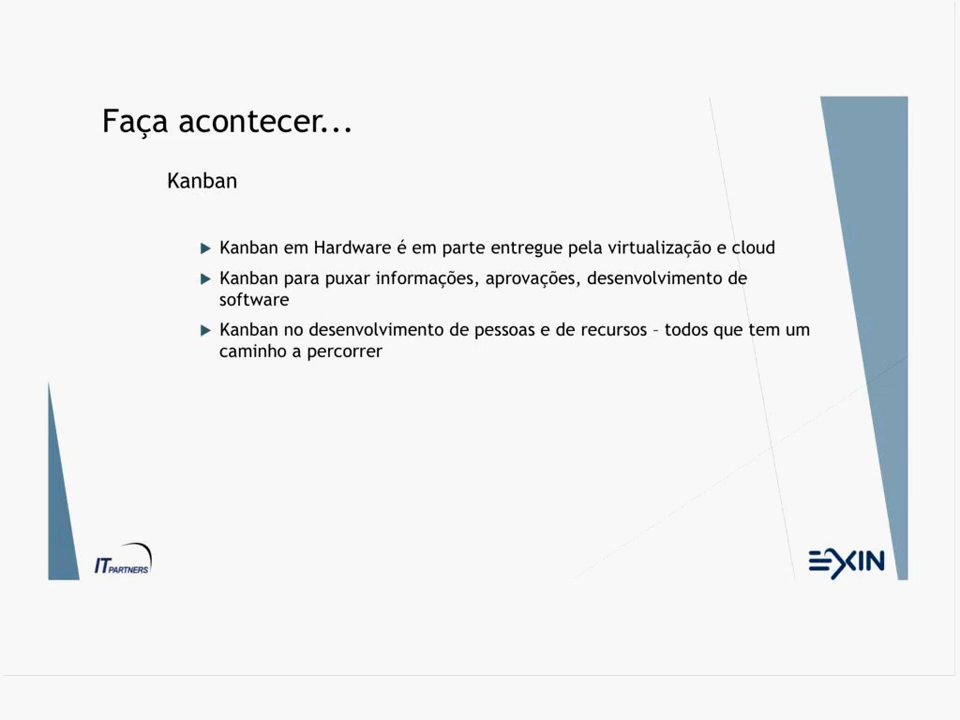 Faça acontecer...
Kanban
Kanban em Hardware é em parte entregue pela virtualização e cloud
Kanban para puxar informações, aprovações, desenvolvimento de
software
Kanban no desenvolvimento de pessoas e de recursos – todos que tem um
caminho a percorrer
IT PARTNERS
EXIN